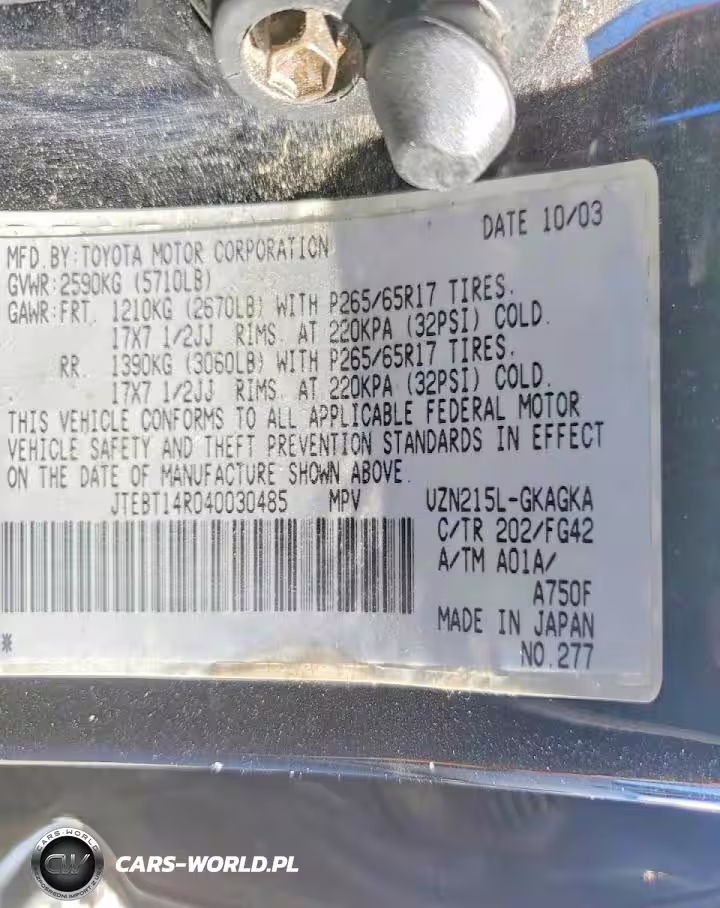 DATE 10/03
MFD. BY: TOYOTA MOTOR CORPORATION
GVWR: 2590KG (5710LB)
GAWR: FRT. 1210KG (2670LB) WITH P265/65R17 TIRES.
17X7 1/2JJ RIMS. AT 220KPA (32PSI) COLD.
RR. 1390KG (3060LB) WITH P265/65R17 TIRES.
17X7 1/2JJ RIMS. AT 220KPA (32PSI) COLD.
THIS VEHICLE CONFORMS TO ALL APPLICABLE FEDERAL MOTOR
VEHICLE SAFETY AND THEFT PREVENTION STANDARDS IN EFFECT
ON THE DATE OF MANUFACTURE SHOWN ABOVE.
JTEBT14R040030485 MPV UZN215L-GKAGKA
C/TR 202/FG42
A/TM A01A/
A750F
MADE IN JAPAN
* NO.277
CARS-WORLD
CW
CARS-WORLD.PL